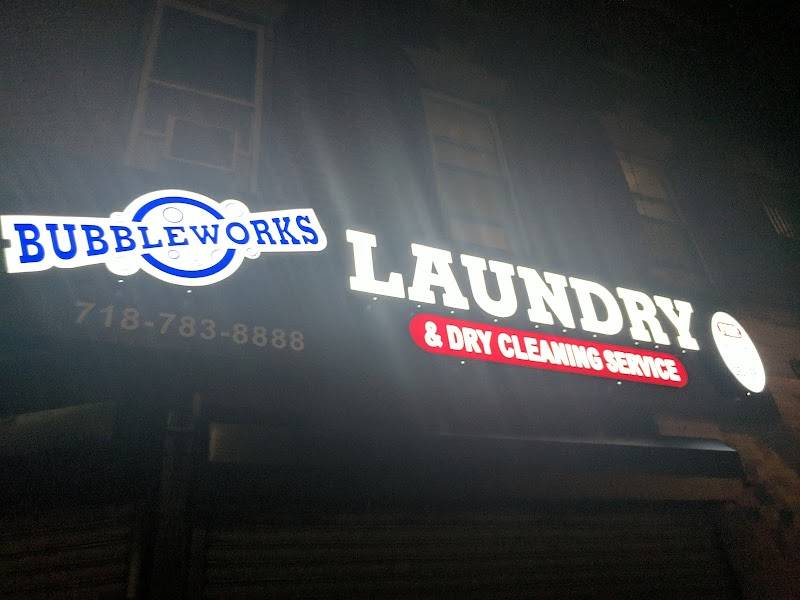 BUBBLEWORKS
718-783-8888
LAUNDRY
& DRY CLEANING SERVICE